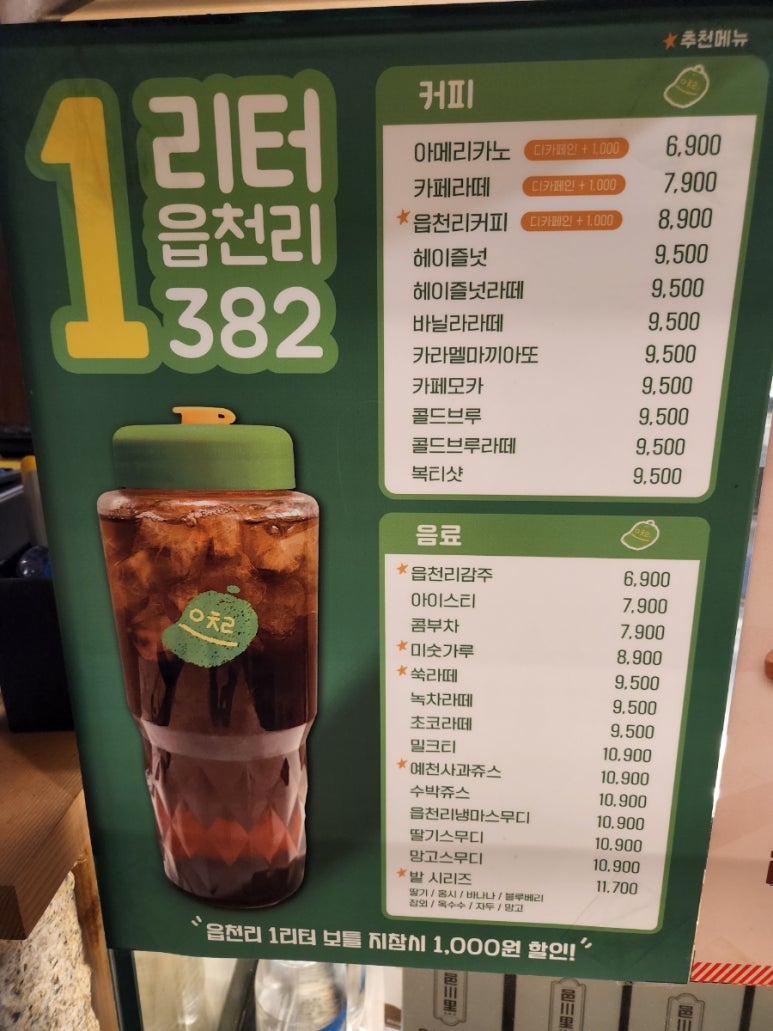 ★추천메뉴
1리터
읍천리
382
커피
아메리카노 디카페인 + 1,000 6,900
카페라떼 디카페인 + 1,000 7,900
★읍천리커피 디카페인 + 1,000 8,900
헤이즐넛 9,500
헤이즐넛라떼 9,500
바닐라라떼 9,500
카라멜마끼아또 9,500
카페모카 9,500
콜드브루 9,500
콜드브루라떼 9,500
복티샷 9,500
음료
★읍천리감주 6,900
아이스티 7,900
콤부차 7,900
★미숫가루 8,900
★쑥라떼 9,500
녹차라떼 9,500
초코라떼 9,500
밀크티 10,900
★예천사과쥬스 10,900
수박쥬스 10,900
읍천리냉마스무디 10,900
딸기스무디 10,900
망고스무디 10,900
★발 시리즈 11,700
딸기 / 홍시 / 바나나 / 블루베리
참외 / 옥수수 / 자두 / 망고
읍천리 1리터 보틀 지참시 1,000원 할인!
읍천리
邑川里
邑川里
邑川里